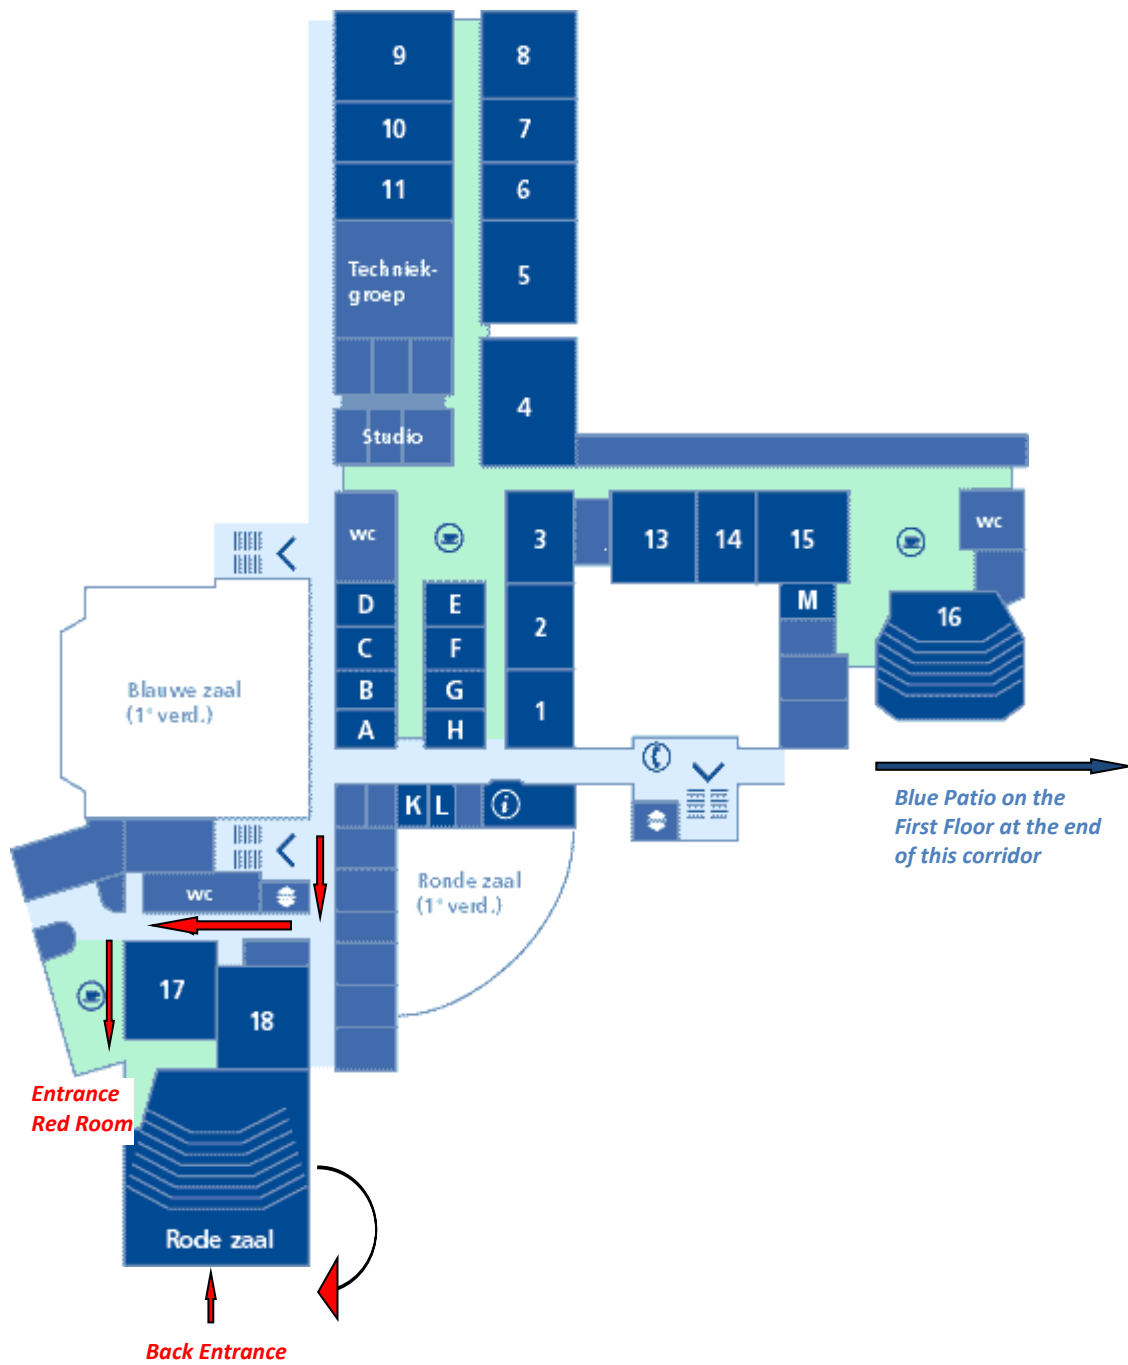 9
8
10
7
11
6
Techniek-
groep
5
4
Studio
wc
3
13
14
15
wc
D
E
M
16
C
F
2
B
G
Blauwe zaal
(1e verd.)
A
H
1
K
L
i
Blue Patio on the
First Floor at the end
of this corridor
wc
Ronde zaal
(1e verd.)
17
18
Entrance
Red Room
Rode zaal
Back Entrance